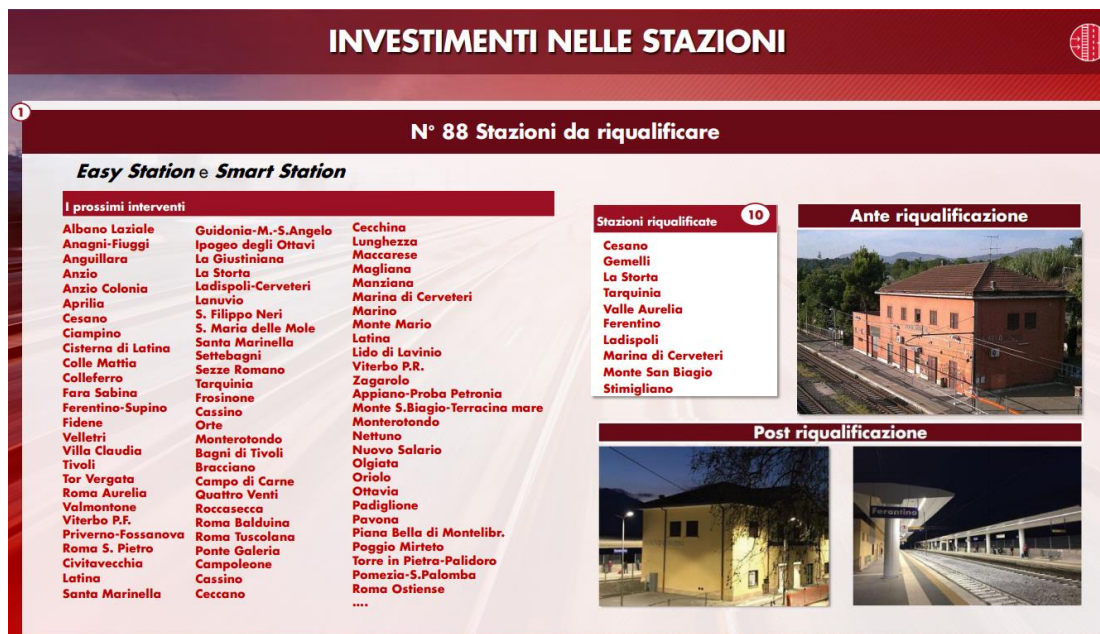 INVESTIMENTI NELLE STAZIONI
1
N° 88 Stazioni da riqualificare
Easy Station e Smart Station
I prossimi interventi
Albano Laziale
Anagni-Fiuggi
Anguillara
Anzio
Anzio Colonia
Aprilia
Cesano
Ciampino
Cisterna di Latina
Colle Mattia
Colleferro
Fara Sabina
Ferentino-Supino
Fidene
Velletri
Villa Claudia
Tivoli
Tor Vergata
Roma Aurelia
Valmontone
Viterbo P.F.
Priverno-Fossanova
Roma S. Pietro
Civitavecchia
Latina
Santa Marinella
Guidonia-M.-S.Angelo
Ipogeo degli Ottavi
La Giustiniana
La Storta
Ladispoli-Cerveteri
Lanuvio
S. Filippo Neri
S. Maria delle Mole
Santa Marinella
Settebagni
Sezze Romano
Tarquinia
Frosinone
Cassino
Orte
Monterotondo
Bagni di Tivoli
Bracciano
Campo di Carne
Quattro Venti
Roccasecca
Roma Balduina
Roma Tuscolana
Ponte Galeria
Campoleone
Cassino
Ceccano
Cecchina
Lunghezza
Maccarese
Magliana
Manziana
Marina di Cerveteri
Marino
Monte Mario
Latina
Lido di Lavinio
Viterbo P.R.
Zagarolo
Appiano-Proba Petronia
Monte S.Biagio-Terracina mare
Monterotondo
Nettuno
Nuovo Salario
Olgiata
Oriolo
Ottavia
Padiglione
Pavona
Piana Bella di Montelibr.
Poggio Mirteto
Torre in Pietra-Palidoro
Pomezia-S.Palomba
Roma Ostiense
....
Stazioni riqualificate
10
Cesano
Gemelli
La Storta
Tarquinia
Valle Aurelia
Ferentino
Ladispoli
Marina di Cerveteri
Monte San Biagio
Stimigliano
Ante riqualificazione
Post riqualificazione
Ferentino